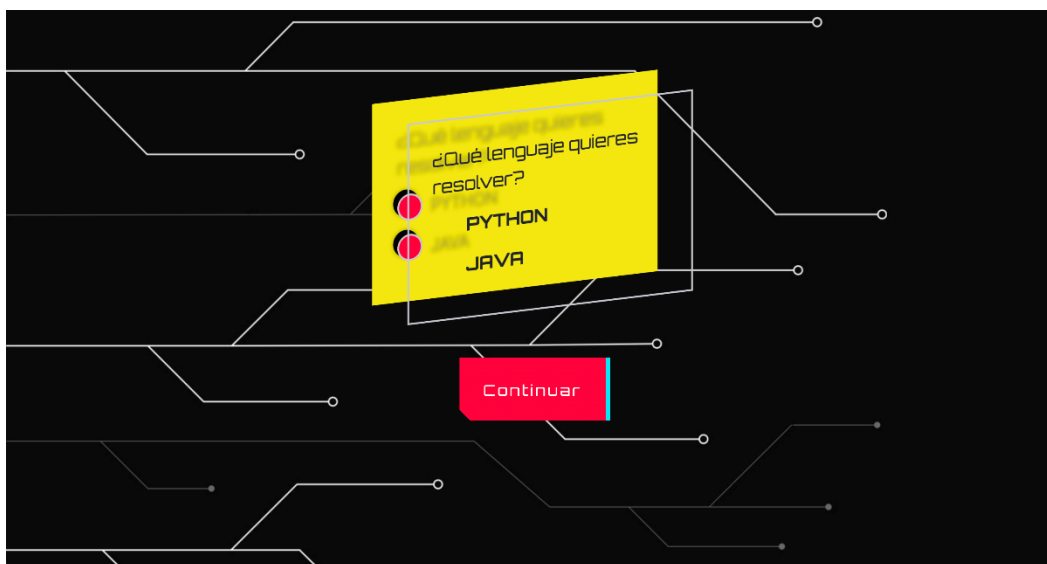 ¿Qué lenguaje quieres
resolver?
PYTHON
JAVA
Continuar